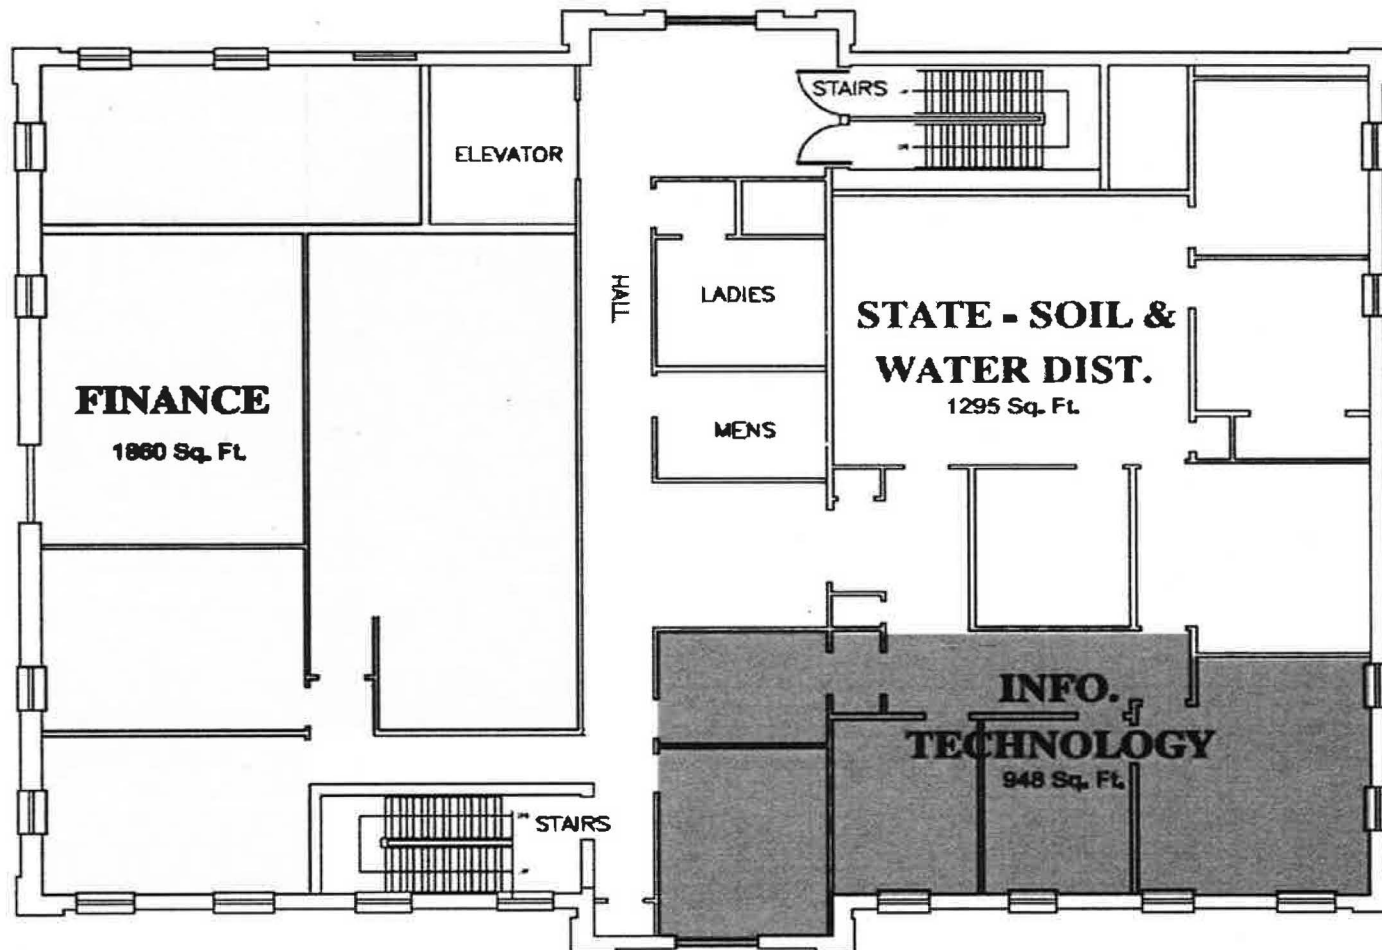 STAIRS
ELEVATOR
HALL
LADIES
STATE - SOIL &
WATER DIST.
1295 Sq. Ft.
FINANCE
1860 Sq. Ft.
MENS
INFO.
TECHNOLOGY
948 Sq. Ft.
STAIRS